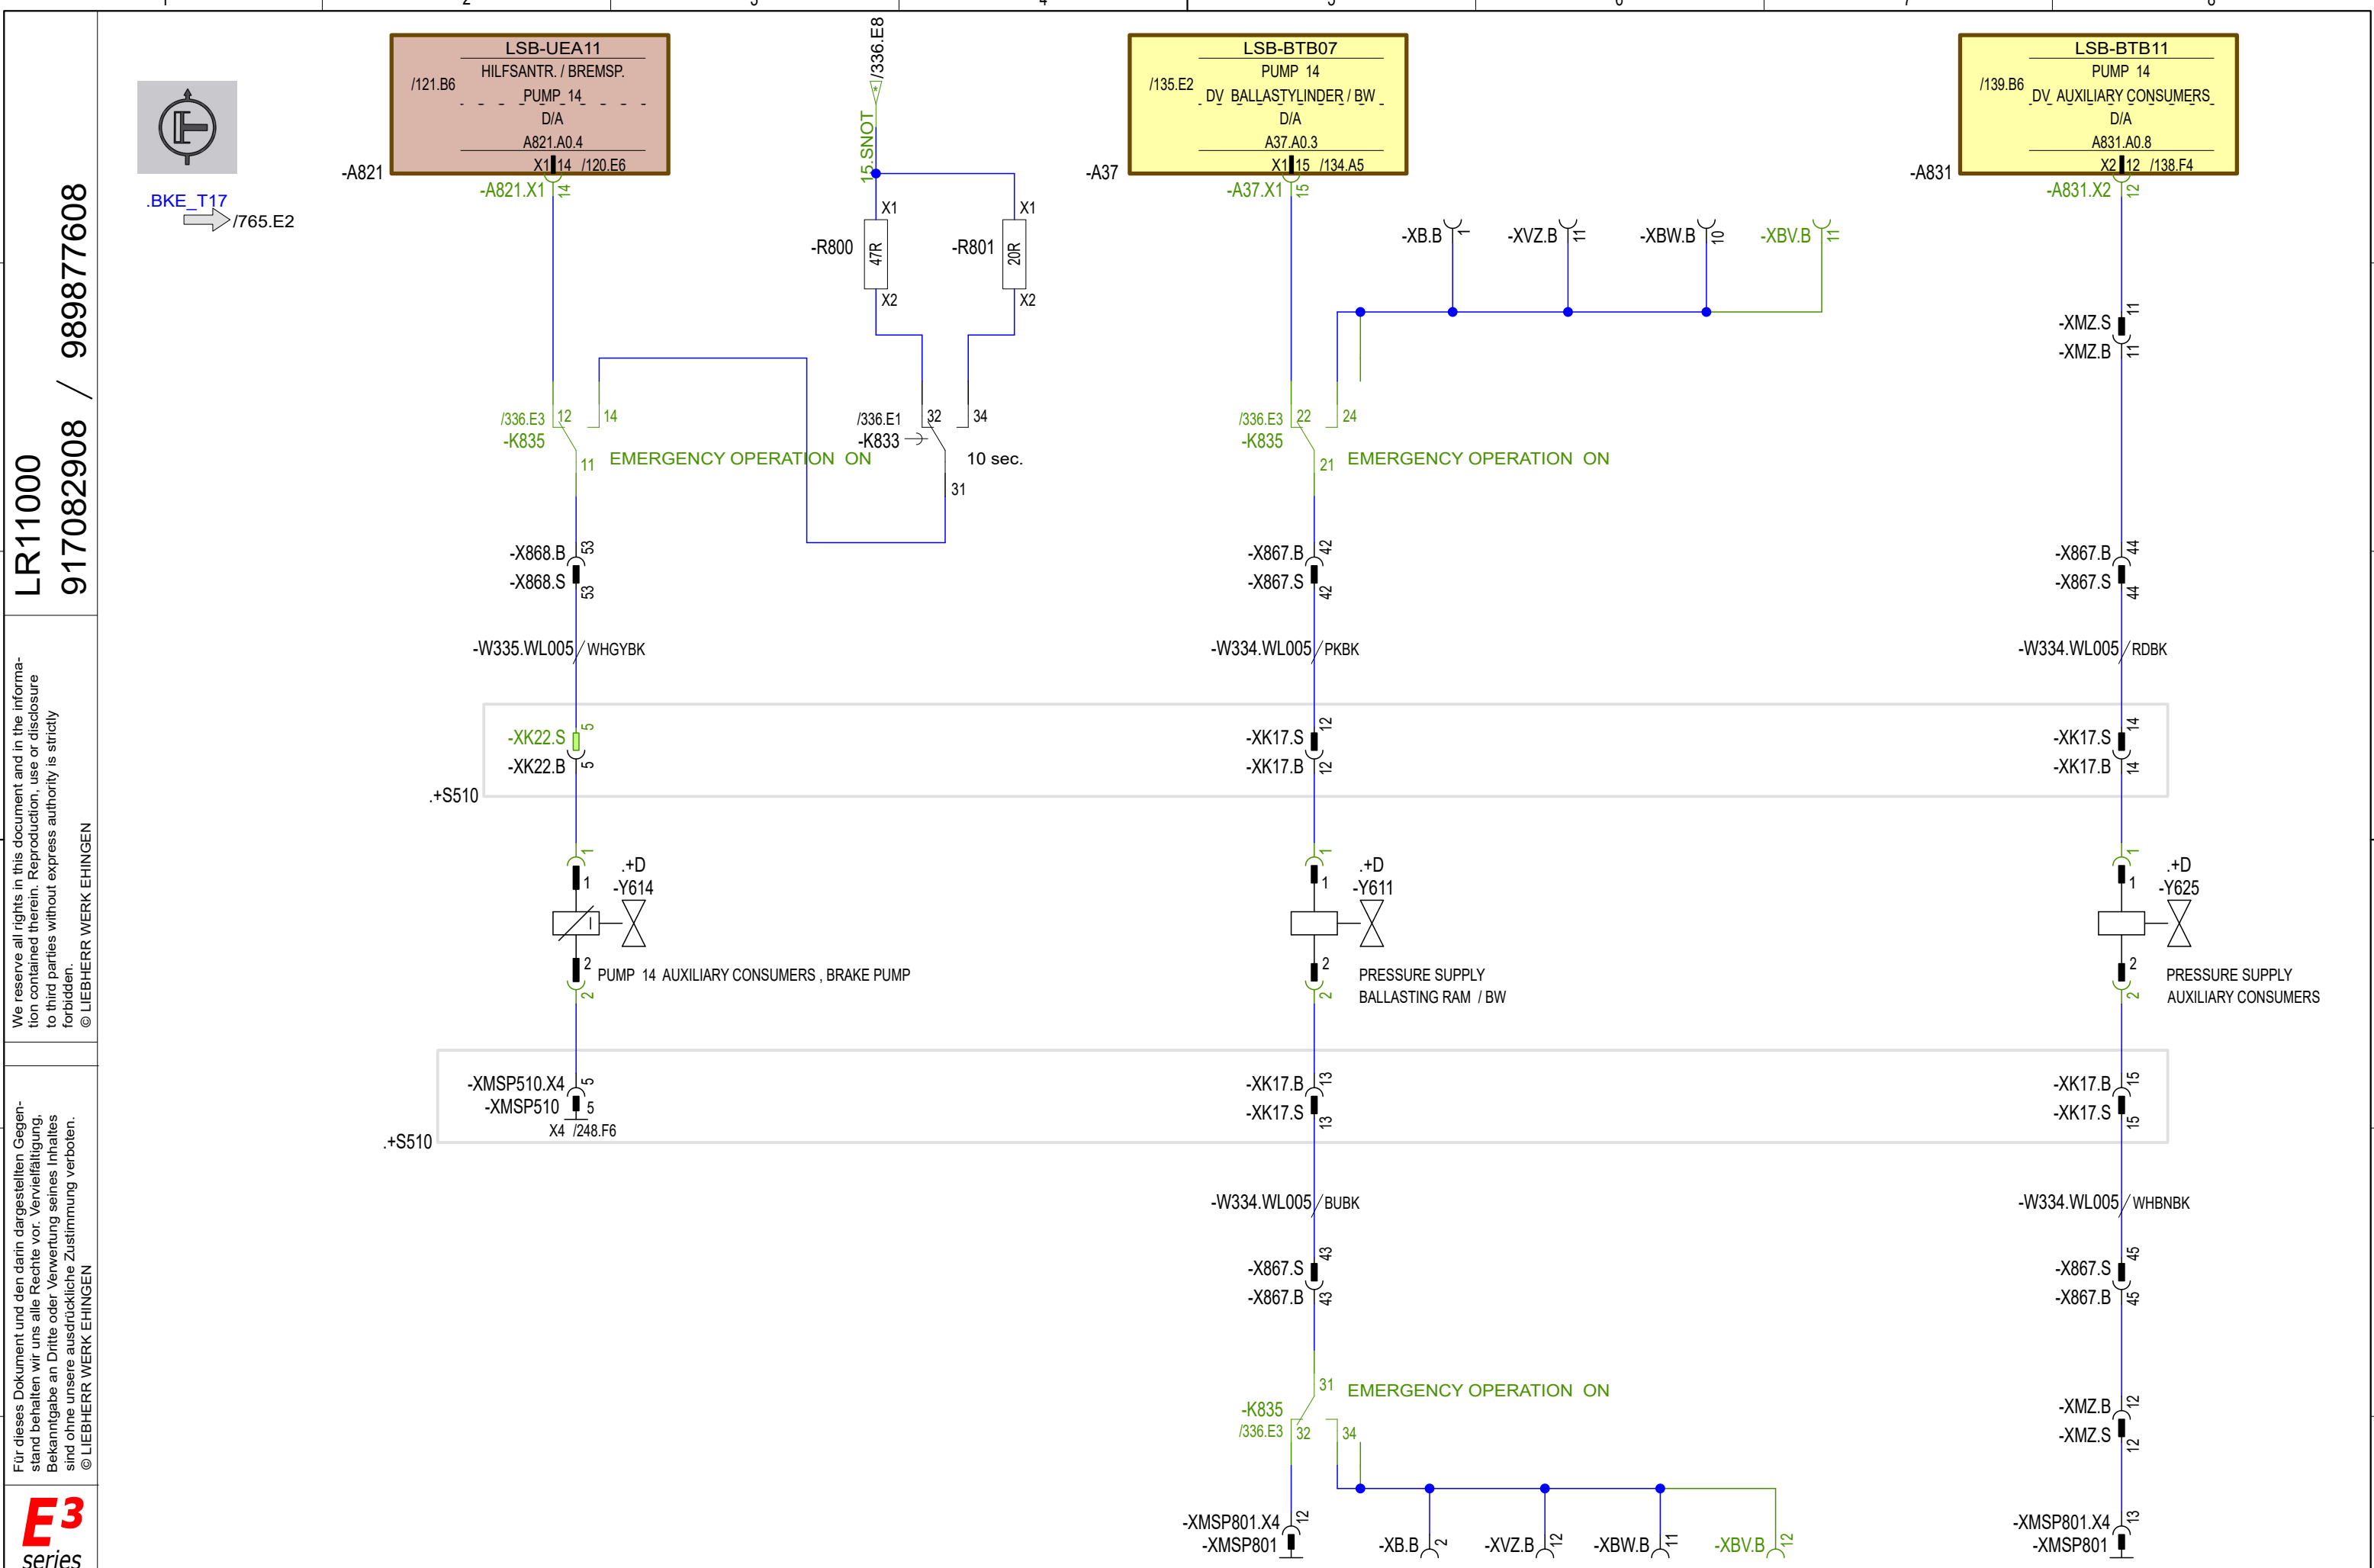 1 2 3 4 5 6 7 8
LR11000
917082908 / 989877608
We reserve all rights in this document and in the informa-
tion contained therein. Reproduction, use or disclosure
to third parties without express authority is strictly
forbidden.
© LIEBHERR WERK EHINGEN
Für dieses Dokument und den darin dargestellten Gegen-
stand behalten wir uns alle Rechte vor. Vervielfältigung,
Bekanntgabe an Dritte oder Verwertung seines Inhaltes
sind ohne unsere ausdrückliche Zustimmung verboten.
© LIEBHERR WERK EHINGEN
E³
series
.BKE_T17
/765.E2
LSB-UEA11
/121.B6
HILFSANTR. / BREMSP.
PUMP 14
D/A
A821.A0.4
X1 14 /120.E6
-A821
-A821.X1 14
/336.E8
*
15.SNOT
X1
-R800
47R
X2
X1
-R801
20R
X2
LSB-BTB07
/135.E2
PUMP 14
DV BALLASTYLINDER / BW
D/A
A37.A0.3
X1 15 /134.A5
-A37
-A37.X1 15
-XB.B 1
-XVZ.B 11
-XBW.B 10
-XBV.B 11
LSB-BTB11
/139.B6
PUMP 14
DV AUXILIARY CONSUMERS
D/A
A831.A0.8
X2 12 /138.F4
-A831
-A831.X2 12
-XMZ.S 11
-XMZ.B 11
/336.E3 12 14
-K835
11 EMERGENCY OPERATION ON
/336.E1 32 34
-K833
10 sec.
31
/336.E3 22 24
-K835
21 EMERGENCY OPERATION ON
-X868.B 53
-X868.S 53
-X867.B 42
-X867.S 42
-X867.B 44
-X867.S 44
-W335.WL005 WHGYBK
-W334.WL005 PKBK
-W334.WL005 RDBK
-XK22.S 5
-XK22.B 5
-XK17.S 12
-XK17.B 12
-XK17.S 14
-XK17.B 14
.+S510
1
1
.+D
-Y614
2
2
PUMP 14 AUXILIARY CONSUMERS , BRAKE PUMP
1
1
.+D
-Y611
2
2
PRESSURE SUPPLY
BALLASTING RAM / BW
1
1
.+D
-Y625
2
2
PRESSURE SUPPLY
AUXILIARY CONSUMERS
-XMSP510.X4 5
-XMSP510 5
X4 /248.F6
-XK17.B 13
-XK17.S 13
-XK17.B 15
-XK17.S 15
.+S510
-W334.WL005 BUBK
-W334.WL005 WHBNBK
-X867.S 43
-X867.B 43
-X867.S 45
-X867.B 45
31 EMERGENCY OPERATION ON
-K835
/336.E3 32 34
-XMZ.B 12
-XMZ.S 12
-XMSP801.X4 12
-XMSP801
-XB.B 2
-XVZ.B 12
-XBW.B 11
-XBV.B 12
-XMSP801.X4 13
-XMSP801